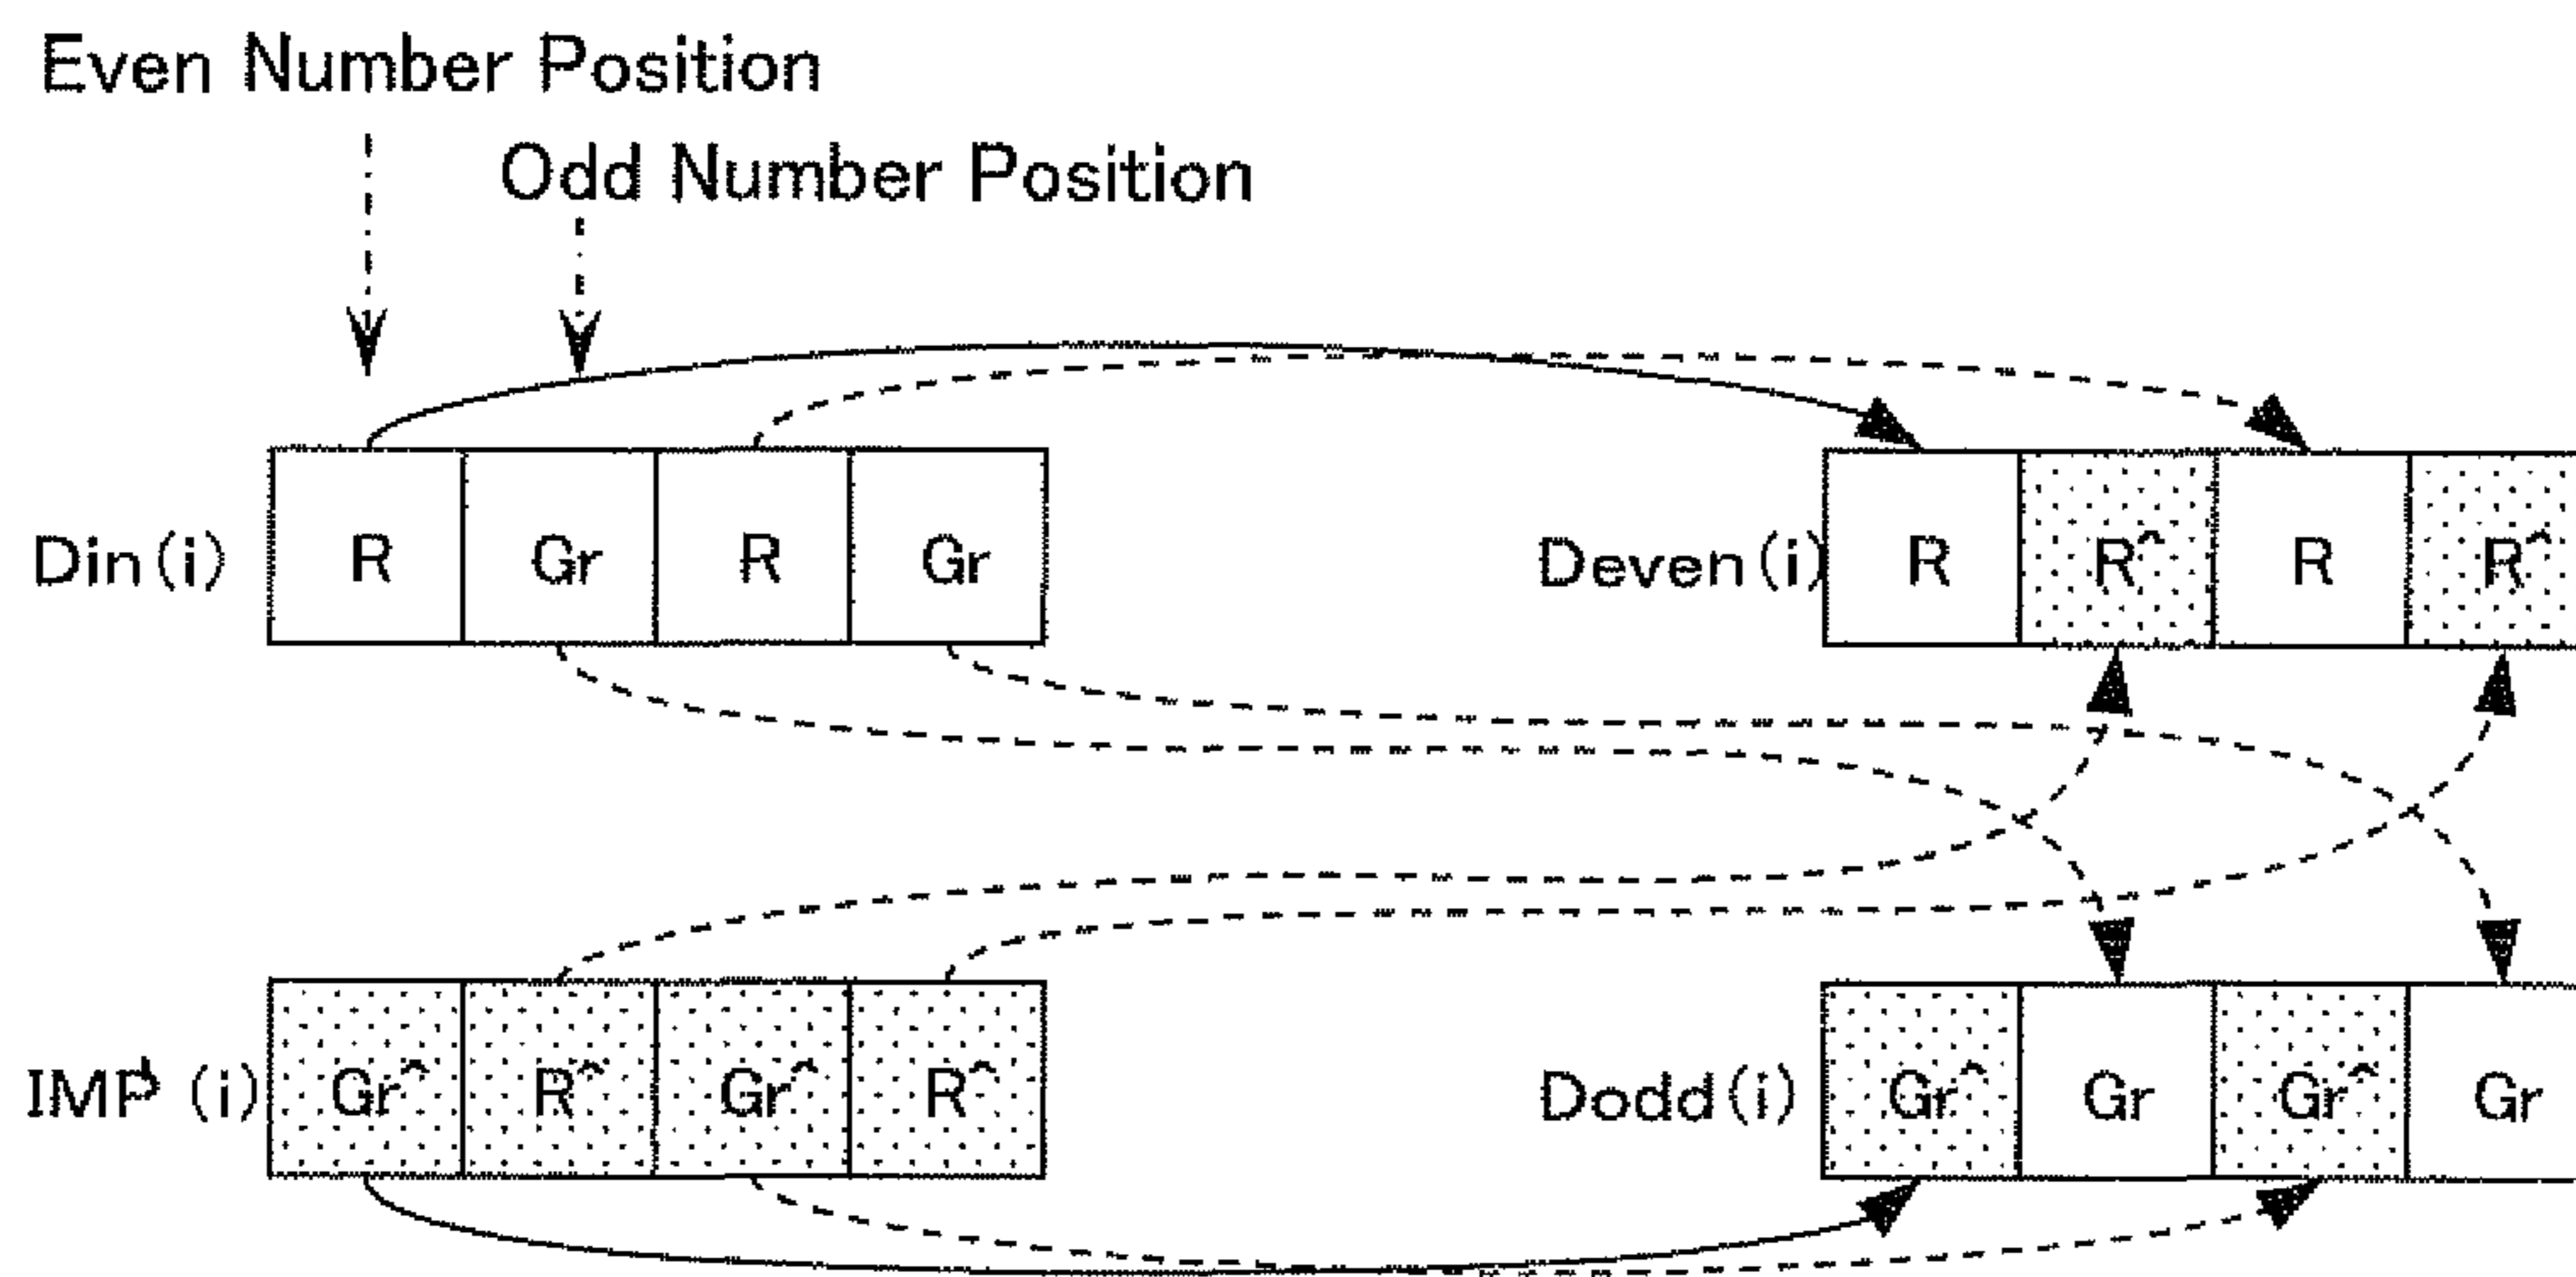 Even Number Position
Odd Number Position
Din(i) R Gr R Gr
Deven(i) R R^ R R^
IMP (i) Gr^ R^ Gr^ R^
Dodd(i) Gr^ Gr Gr^ Gr